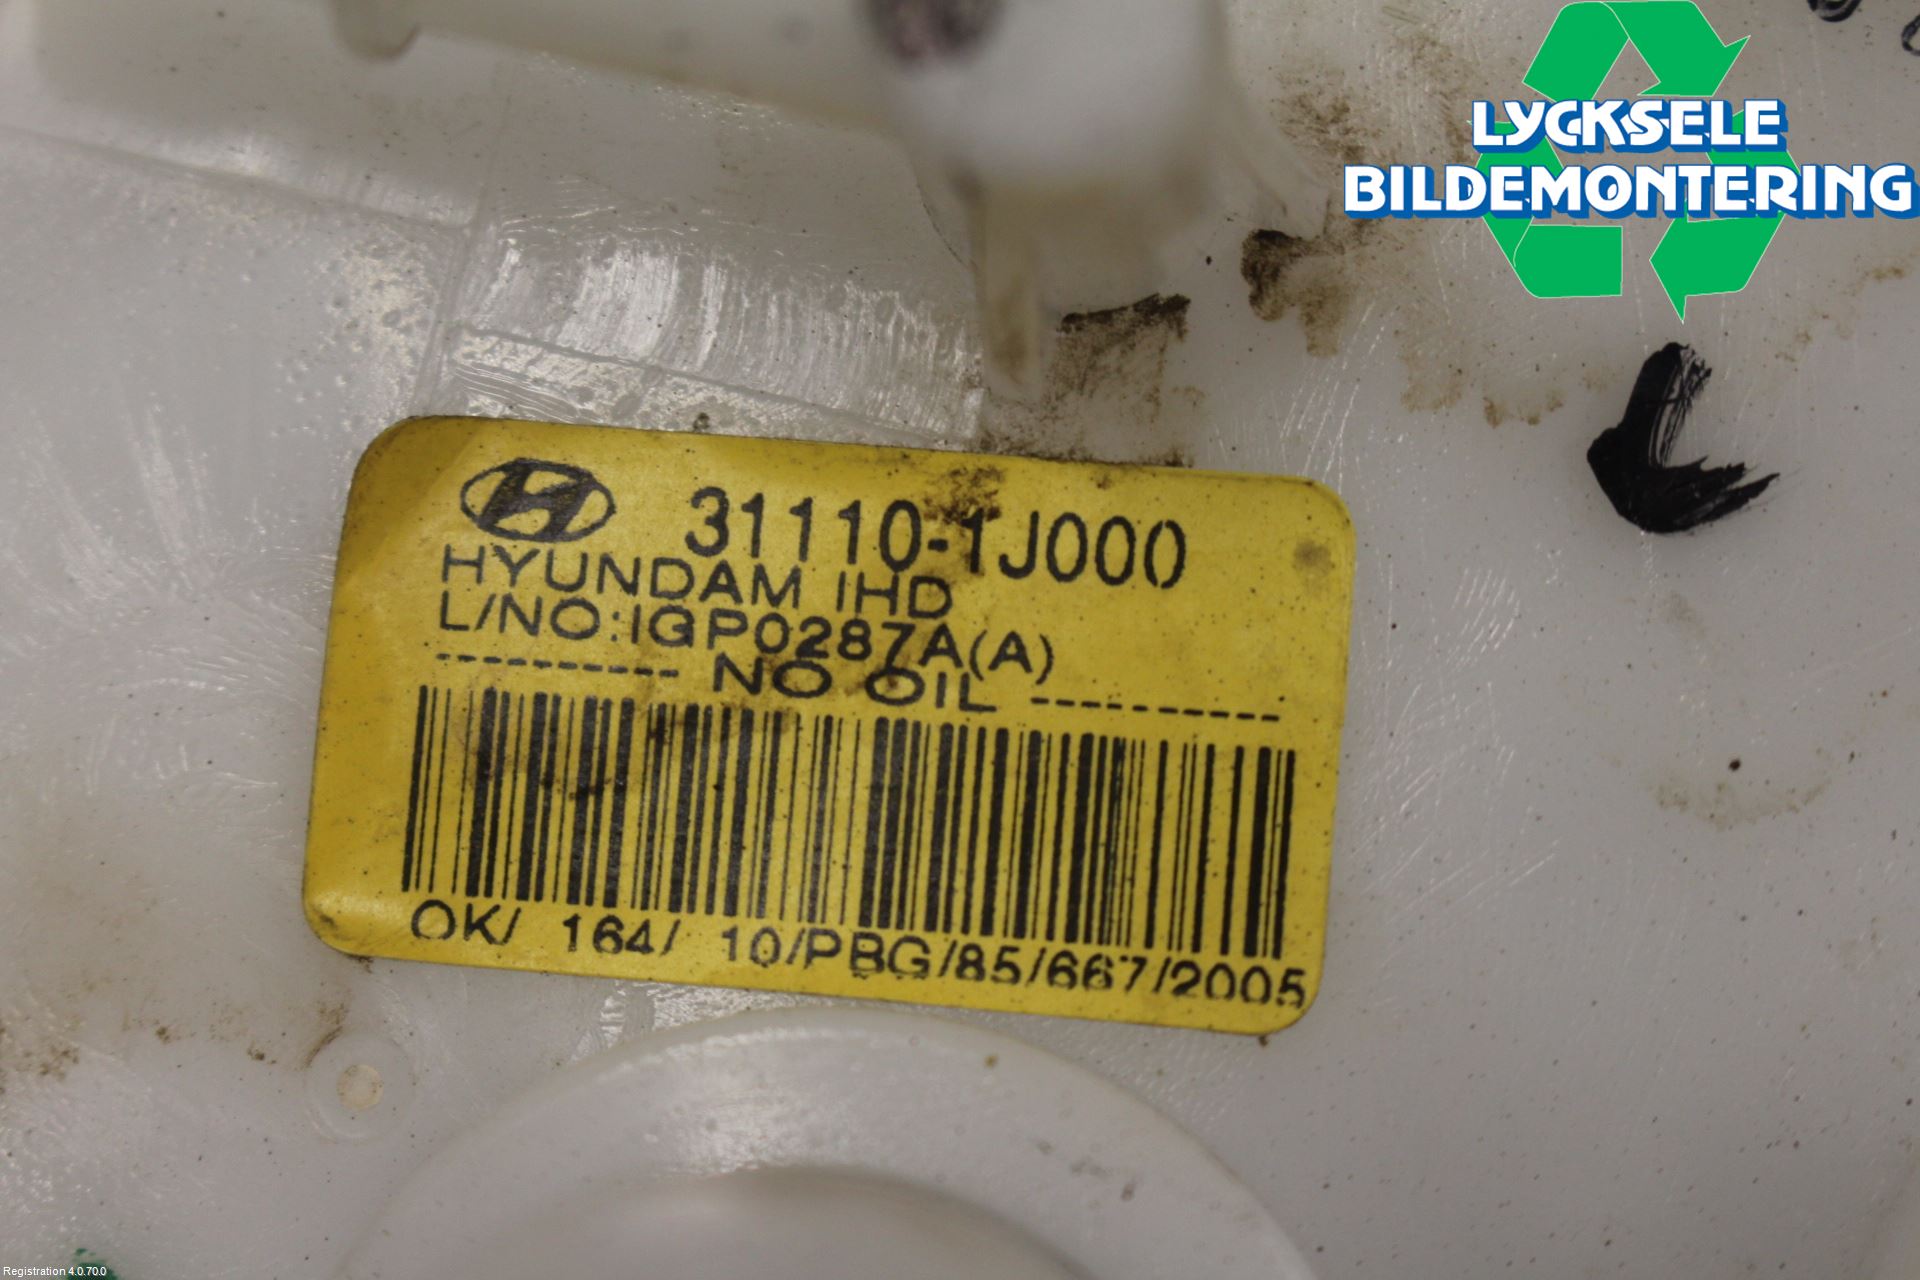 LYCKSELE
BILDEMONTERING
31110-1J000
HYUNDAM IHD
L/NO:IGP0287A(A)
---------- NO OIL ----------
OK/ 164/ 10/PBG/85/667/2005
Registration 4.0.70.0